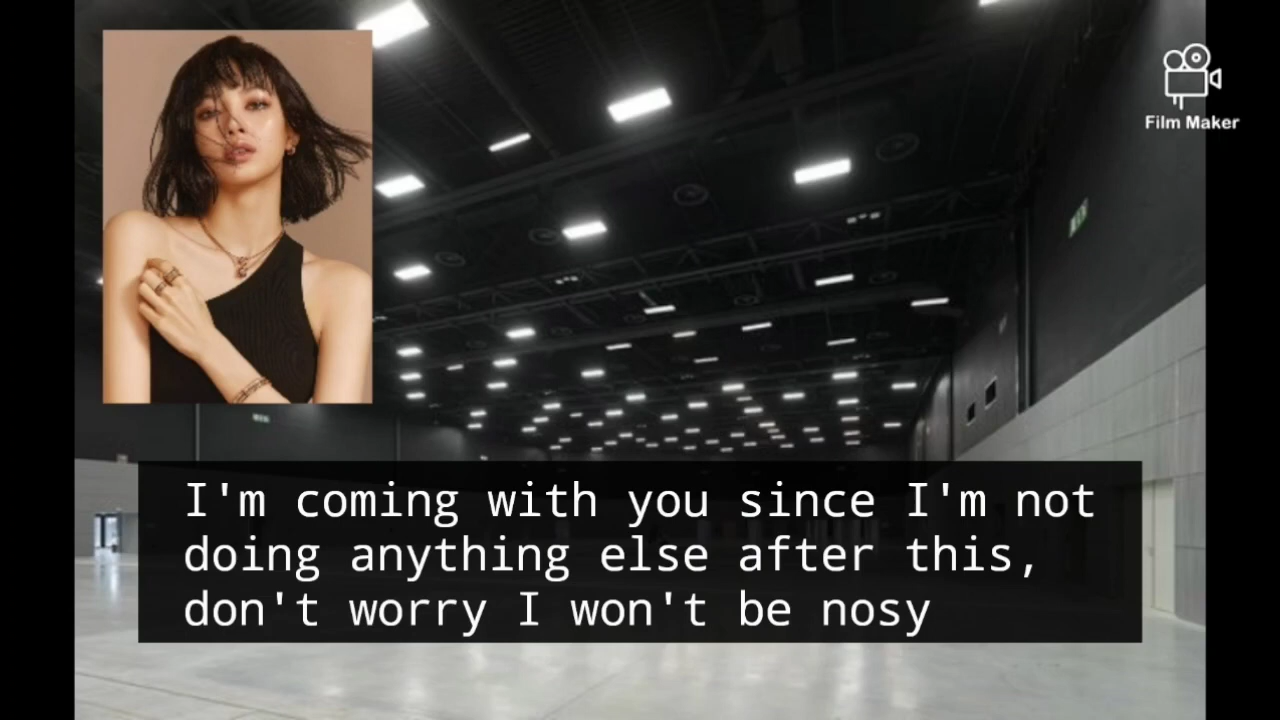 Film Maker
I'm coming with you since I'm not
doing anything else after this,
don't worry I won't be nosy